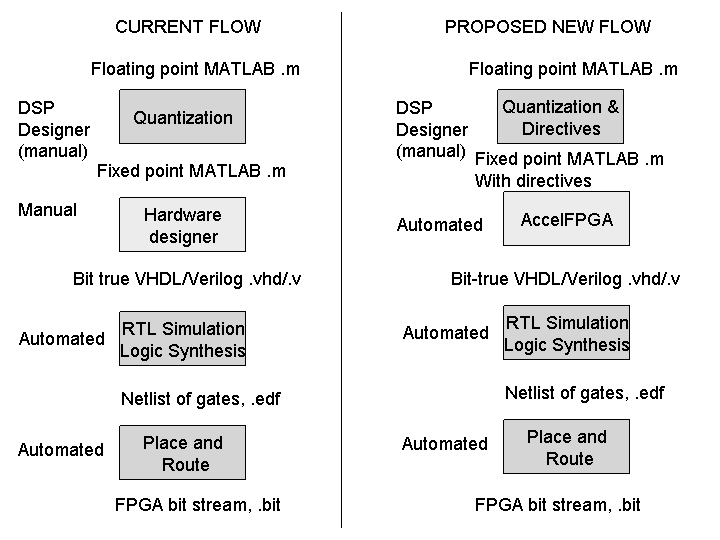 CURRENT FLOW
Floating point MATLAB .m
DSP
Designer
(manual)
Quantization
Fixed point MATLAB .m
Manual
Hardware
designer
Bit true VHDL/Verilog .vhd/.v
Automated
RTL Simulation
Logic Synthesis
Netlist of gates, .edf
Automated
Place and
Route
FPGA bit stream, .bit
PROPOSED NEW FLOW
Floating point MATLAB .m
DSP
Designer
(manual)
Quantization &
Directives
Fixed point MATLAB .m
With directives
Automated
AccelFPGA
Bit-true VHDL/Verilog .vhd/.v
Automated
RTL Simulation
Logic Synthesis
Netlist of gates, .edf
Automated
Place and
Route
FPGA bit stream, .bit